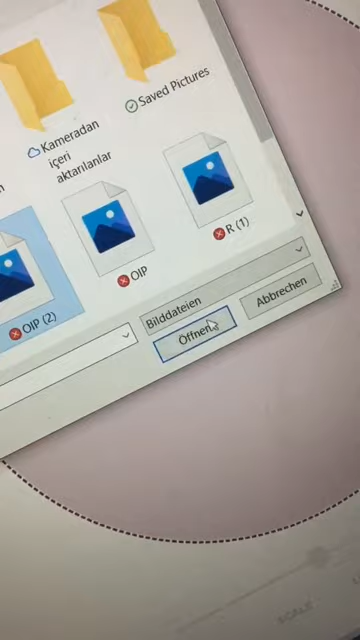 Kameradan
içeri
aktarılanlar
Saved Pictures
OIP (2)
OIP
R (1)
Bilddateien
Öffnen
Abbrechen